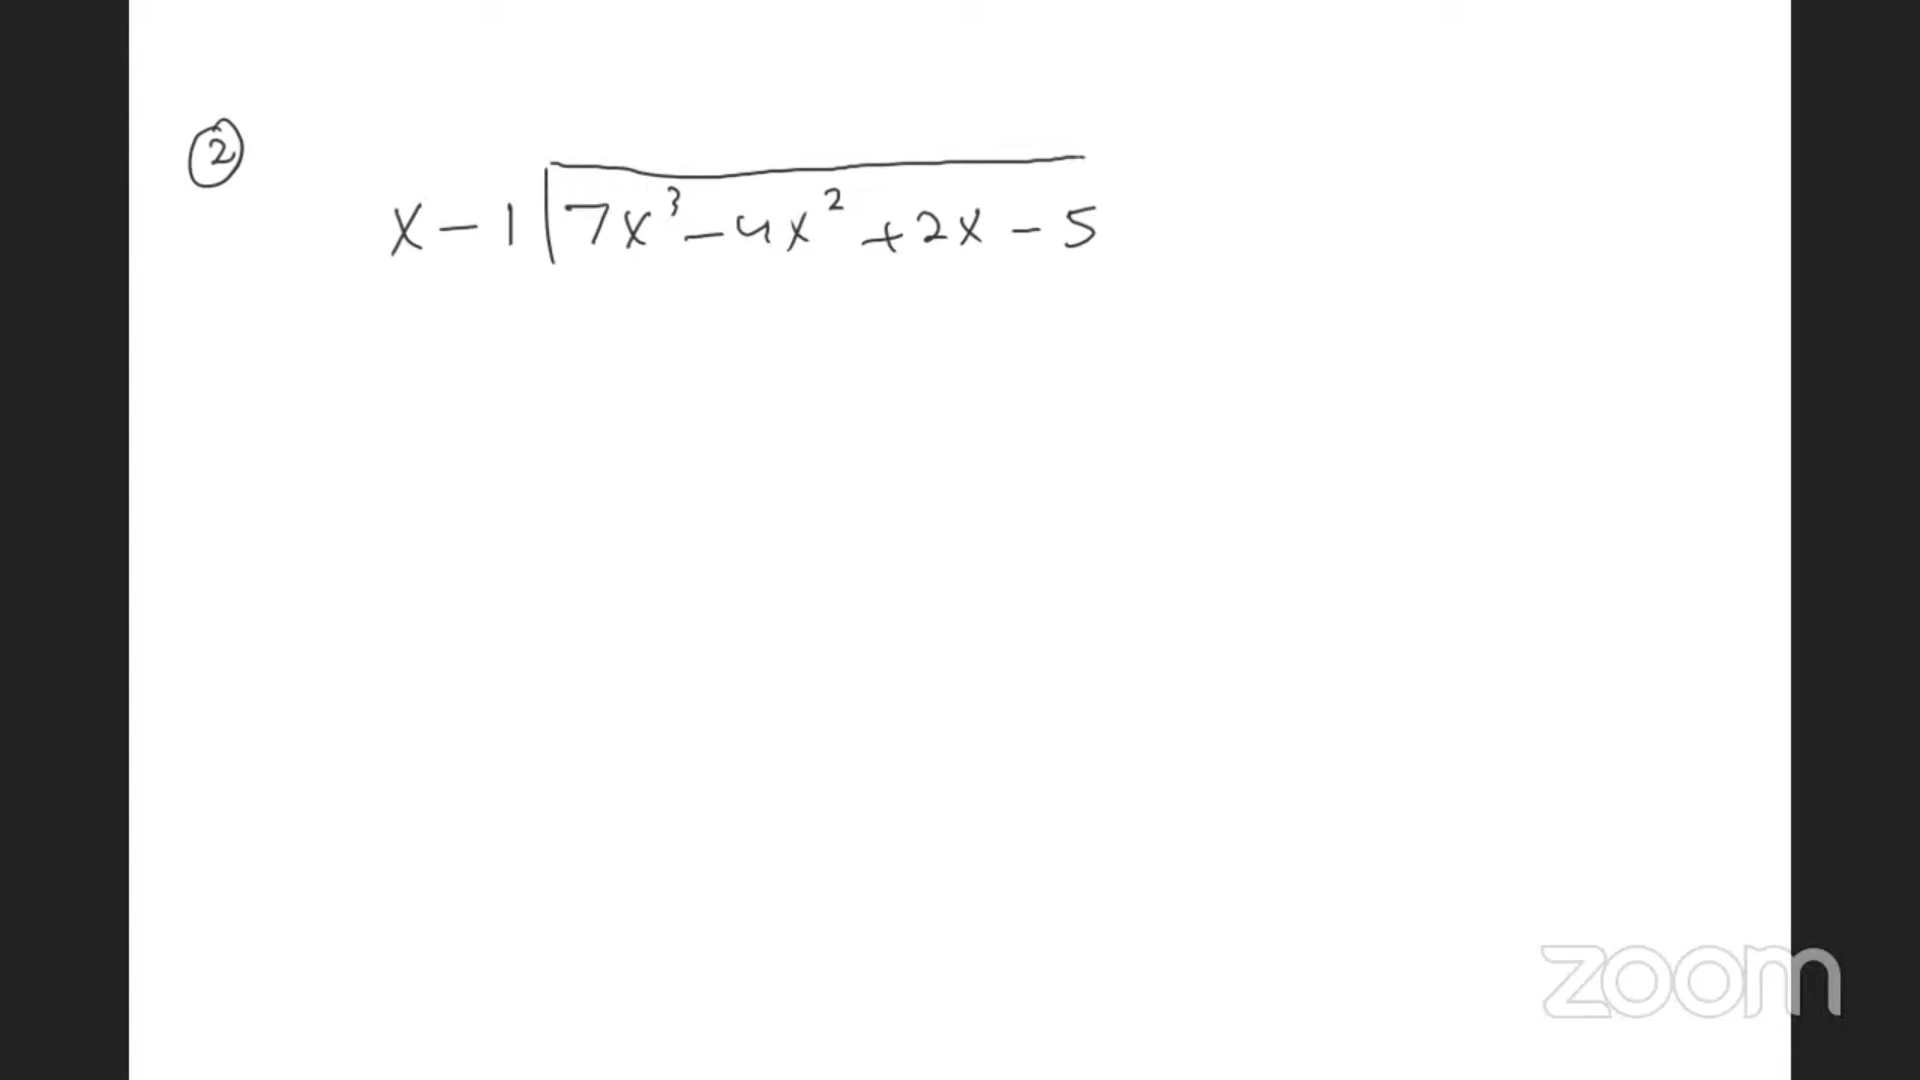 ②
x - 1 | 7x³ - 4x² + 2x - 5
zoom